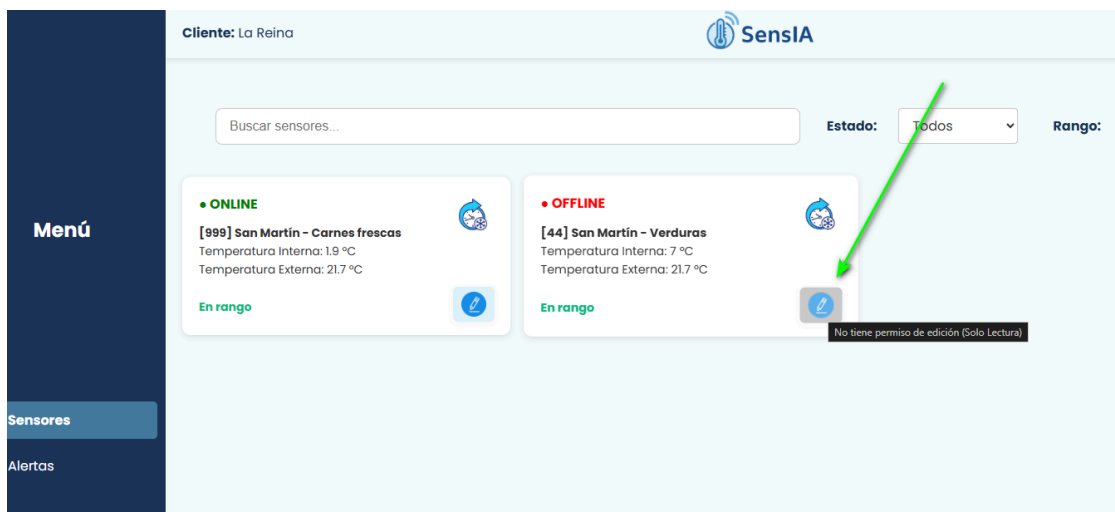 Cliente: La Reina
SensIA
Buscar sensores...
Estado:
Todos
Rango:
Menú
• ONLINE
[999] San Martín - Carnes frescas
Temperatura Interna: 1.9 °C
Temperatura Externa: 21.7 °C
En rango
• OFFLINE
[44] San Martín - Verduras
Temperatura Interna: 7 °C
Temperatura Externa: 21.7 °C
En rango
No tiene permiso de edición (Solo Lectura)
Sensores
Alertas